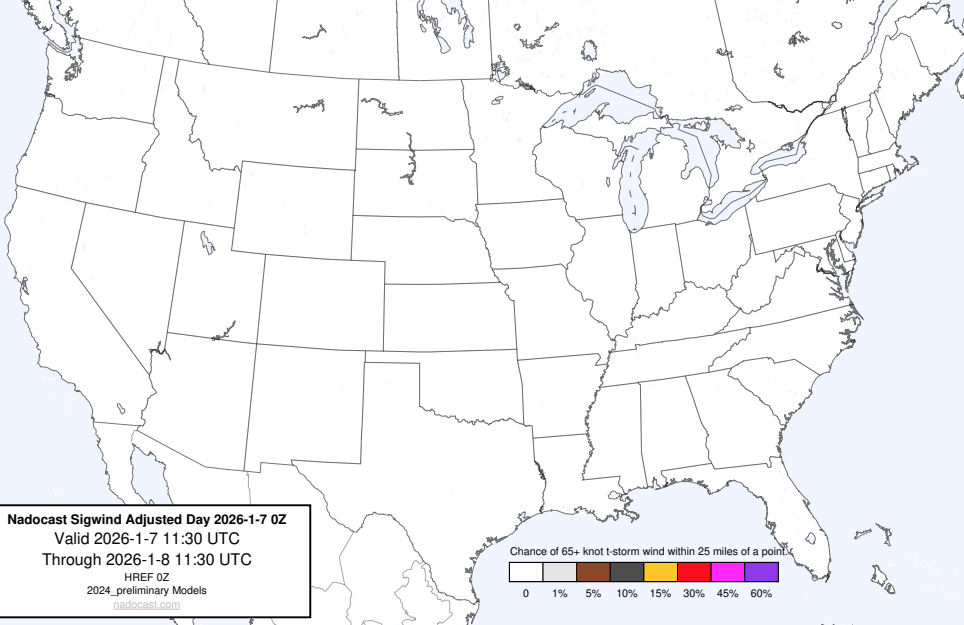 Nadocast Sigwind Adjusted Day 2026-1-7 0Z
Valid 2026-1-7 11:30 UTC
Through 2026-1-8 11:30 UTC
HREF 0Z
2024_preliminary Models
nadocast.com
Chance of 65+ knot t-storm wind within 25 miles of a point.
0 1% 5% 10% 15% 30% 45% 60%